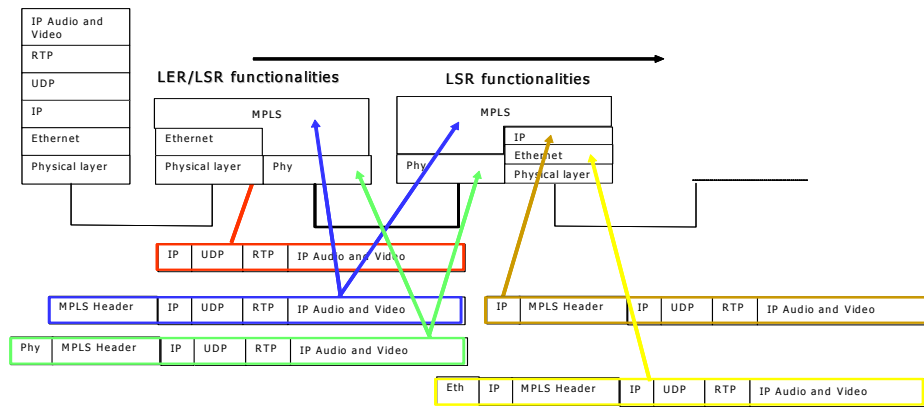 IP Audio and
Video
RTP
UDP
IP
Ethernet
Physical layer
LER/LSR functionalities
MPLS
Ethernet
Physical layer
Phy
LSR functionalities
MPLS
IP
Ethernet
Phy
Physical layer
IP UDP RTP IP Audio and Video
MPLS Header IP UDP RTP IP Audio and Video
IP MPLS Header IP UDP RTP IP Audio and Video
Phy MPLS Header IP UDP RTP IP Audio and Video
Eth IP MPLS Header IP UDP RTP IP Audio and Video